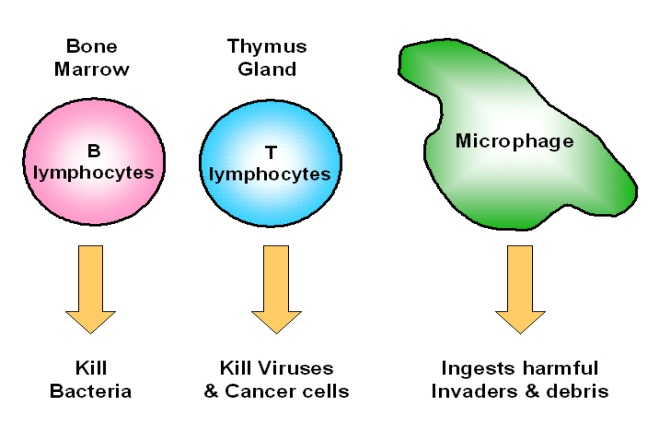 Bone
Marrow
Thymus
Gland
B
lymphocytes
T
lymphocytes
Microphage
Kill
Bacteria
Kill Viruses
& Cancer cells
Ingests harmful
Invaders & debris